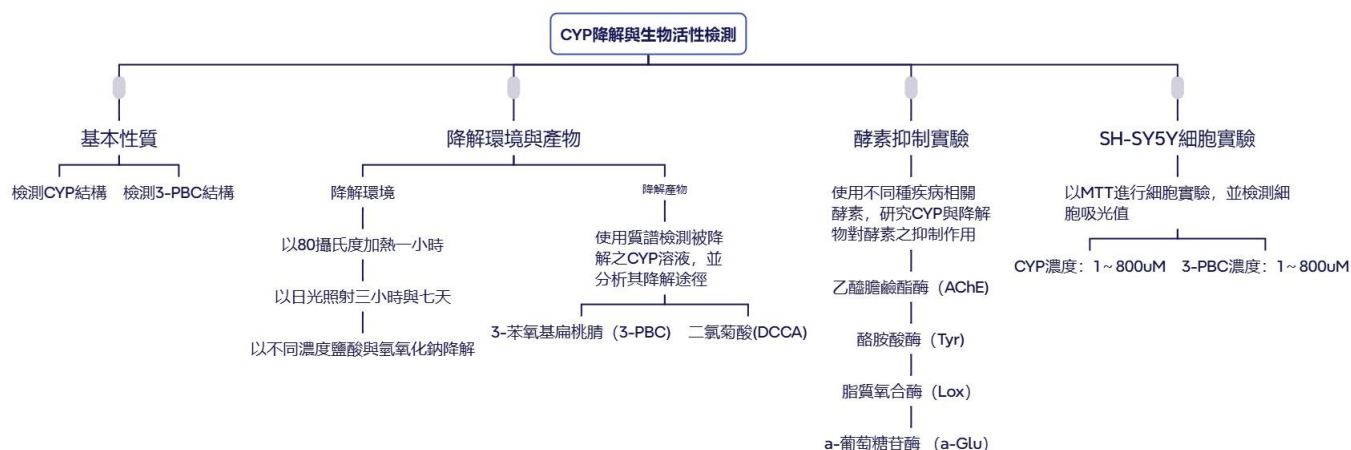 CYP降解與生物活性檢測
基本性質
檢測CYP結構
檢測3-PBC結構
降解環境與產物
降解環境
以80攝氏度加熱一小時
以日光照射三小時與七天
以不同濃度鹽酸與氫氧化鈉降解
降解產物
使用質譜檢測被降
解之CYP溶液，並
分析其降解途徑
3-苯氧基扁桃腈（3-PBC）
二氯菊酸(DCCA)
酵素抑制實驗
使用不同種疾病相關
酵素，研究CYP與降解
物對酵素之抑制作用
乙醯膽鹼酯酶（AChE）
酪胺酸酶（Tyr)
脂質氧合酶（Lox）
a-葡萄糖苷酶 （a-Glu）
SH-SY5Y細胞實驗
以MTT進行細胞實驗，並檢測細
胞吸光值
CYP濃度：1～800uM
3-PBC濃度：1～800uM